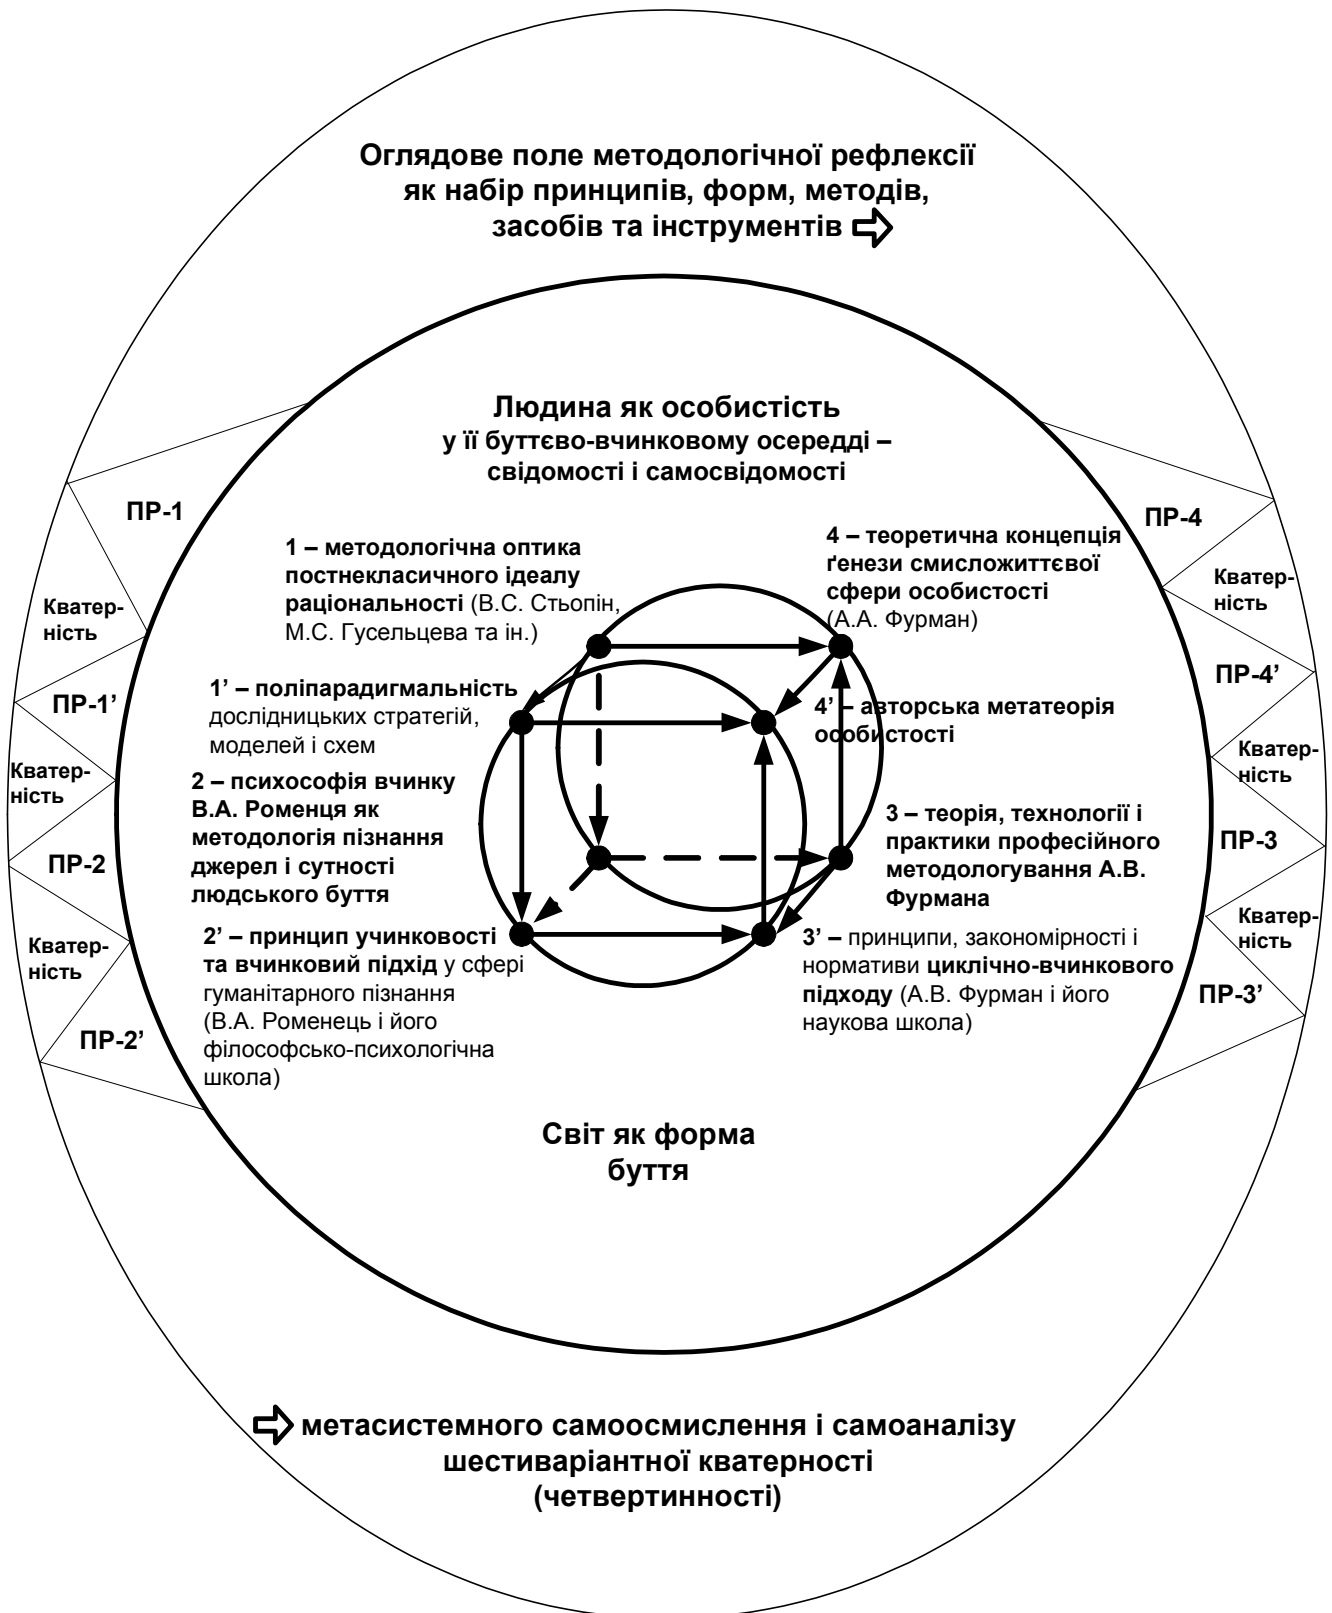 Оглядове поле методологічної рефлексії
як набір принципів, форм, методів,
засобів та інструментів
Людина як особистість
у її буттєво-вчинковому осередді –
свідомості і самосвідомості
ПР-1
Кватер-
ність
ПР-1’
Кватер-
ність
ПР-2
Кватер-
ність
ПР-2’
1 – методологічна оптика
постнекласичного ідеалу
раціональності (В.С. Стьопін,
М.С. Гусельцева та ін.)
1’ – поліпарадигмальність
дослідницьких стратегій,
моделей і схем
2 – психософія вчинку
В.А. Роменця як
методологія пізнання
джерел і сутності
людського буття
2’ – принцип учинковості
та вчинковий підхід у сфері
гуманітарного пізнання
(В.А. Роменець і його
філософсько-психологічна
школа)
4 – теоретична концепція
ґенези смисложиттєвої
сфери особистості
(А.А. Фурман)
4’ – авторська метатеорія
особистості
3 – теорія, технології і
практики професійного
методологування А.В.
Фурмана
3’ – принципи, закономірності і
нормативи циклічно-вчинкового
підходу (А.В. Фурман і його
наукова школа)
ПР-4
Кватер-
ність
ПР-4’
Кватер-
ність
ПР-3
Кватер-
ність
ПР-3’
Світ як форма
буття
метасистемного самоосмислення і самоаналізу
шестиваріантної кватерності
(четвертинності)